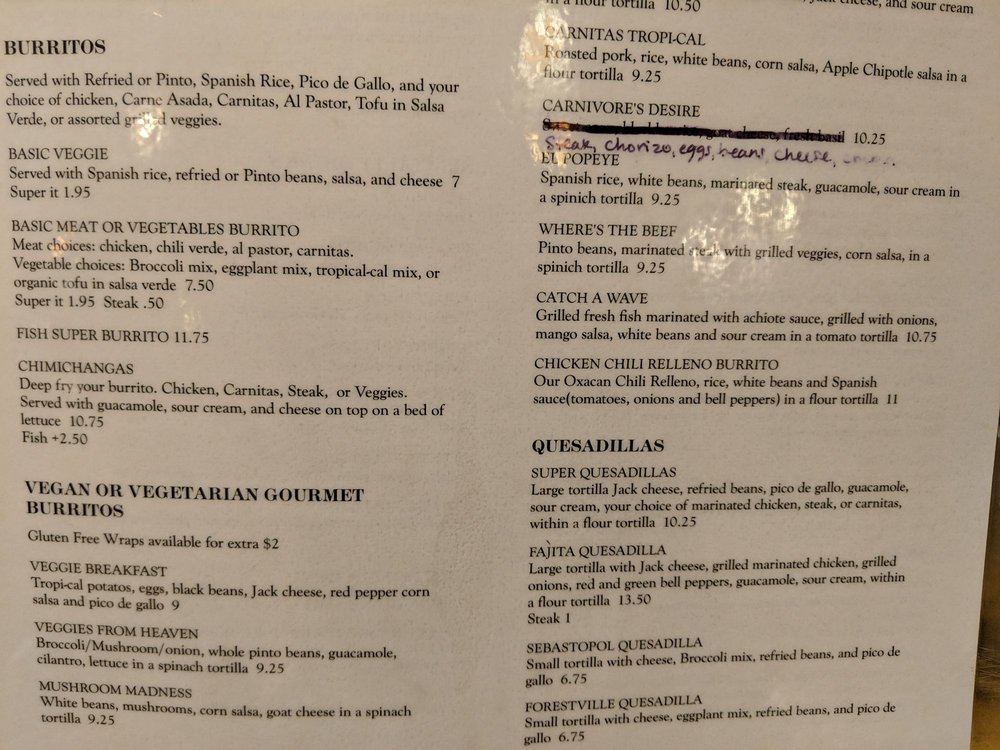 BURRITOS
Served with Refried or Pinto, Spanish Rice, Pico de Gallo, and your
choice of chicken, Carne Asada, Carnitas, Al Pastor, Tofu in Salsa
Verde, or assorted grilled veggies.
BASIC VEGGIE
Served with Spanish rice, refried or Pinto beans, salsa, and cheese 7
Super it 1.95
BASIC MEAT OR VEGETABLES BURRITO
Meat choices: chicken, chili verde, al pastor, carnitas.
Vegetable choices: Broccoli mix, eggplant mix, tropical-cal mix, or
organic tofu in salsa verde 7.50
Super it 1.95 Steak .50
FISH SUPER BURRITO 11.75
CHIMICHANGAS
Deep fry your burrito. Chicken, Carnitas, Steak, or Veggies.
Served with guacamole, sour cream, and cheese on top on a bed of
lettuce 10.75
Fish +2.50
VEGAN OR VEGETARIAN GOURMET
BURRITOS
Gluten Free Wraps available for extra $2
VEGGIE BREAKFAST
Tropi-cal potatos, eggs, black beans, Jack cheese, red pepper corn
salsa and pico de gallo 9
VEGGIES FROM HEAVEN
Broccoli/Mushroom/onion, whole pinto beans, guacamole,
cilantro, lettuce in a spinach tortilla 9.25
MUSHROOM MADNESS
White beans, mushrooms, corn salsa, goat cheese in a spinach
tortilla 9.25
cheese, and sour cream
in a flour tortilla 10.50
CARNITAS TROPI-CAL
Roasted pork, rice, white beans, corn salsa, Apple Chipotle salsa in a
flour tortilla 9.25
CARNIVORE'S DESIRE
goat cheese, fresh basil 10.25
Steak, chorizo, eggs, beans, cheese,
EL POPEYE
Spanish rice, white beans, marinared steak, guacamole, sour cream in
a spinich tortilla 9.25
WHERE'S THE BEEF
Pinto beans, marinated steak with grilled veggies, corn salsa, in a
spinich tortilla 9.25
CATCH A WAVE
Grilled fresh fish marinated with achiote sauce, grilled with onions,
mango salsa, white beans and sour cream in a tomato tortilla 10.75
CHICKEN CHILI RELLENO BURRITO
Our Oxacan Chili Relleno, rice, white beans and Spanish
sauce(tomatoes, onions and bell peppers) in a flour tortilla 11
QUESADILLAS
SUPER QUESADILLAS
Large tortilla Jack cheese, refried beans, pico de gallo, guacamole,
sour cream, your choice of marinated chicken, steak, or carnitas,
within a flour tortilla 10.25
FAJITA QUESADILLA
Large tortilla with Jack cheese, grilled marinated chicken, grilled
onions, red and green bell peppers, guacamole, sour cream, within
a flour tortilla 13.50
Steak 1
SEBASTOPOL QUESADILLA
Small tortilla with cheese, Broccoli mix, refried beans, and pico de
gallo 6.75
FORESTVILLE QUESADILLA
Small tortilla with cheese, eggplant mix, refried beans, and pico de
gallo 6.75